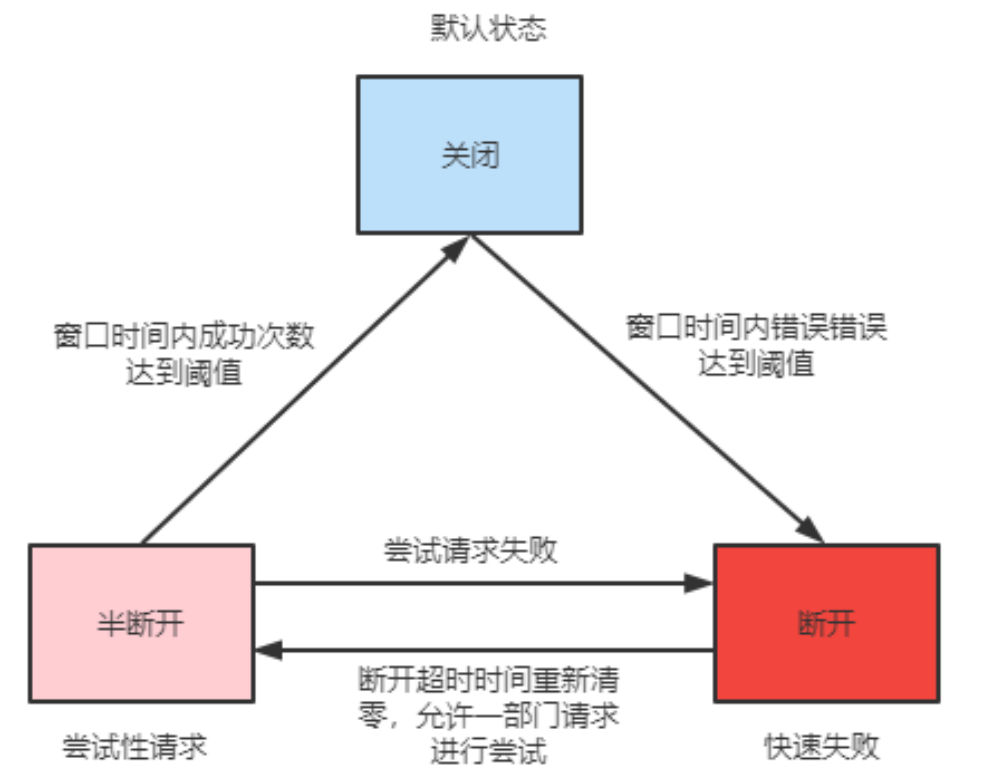 默认状态
关闭
窗口时间内成功次数
达到阈值
窗口时间内错误错误
达到阈值
尝试请求失败
半断开
断开
断开超时时间重新清
零，允许一部门请求
进行尝试
尝试性请求
快速失败